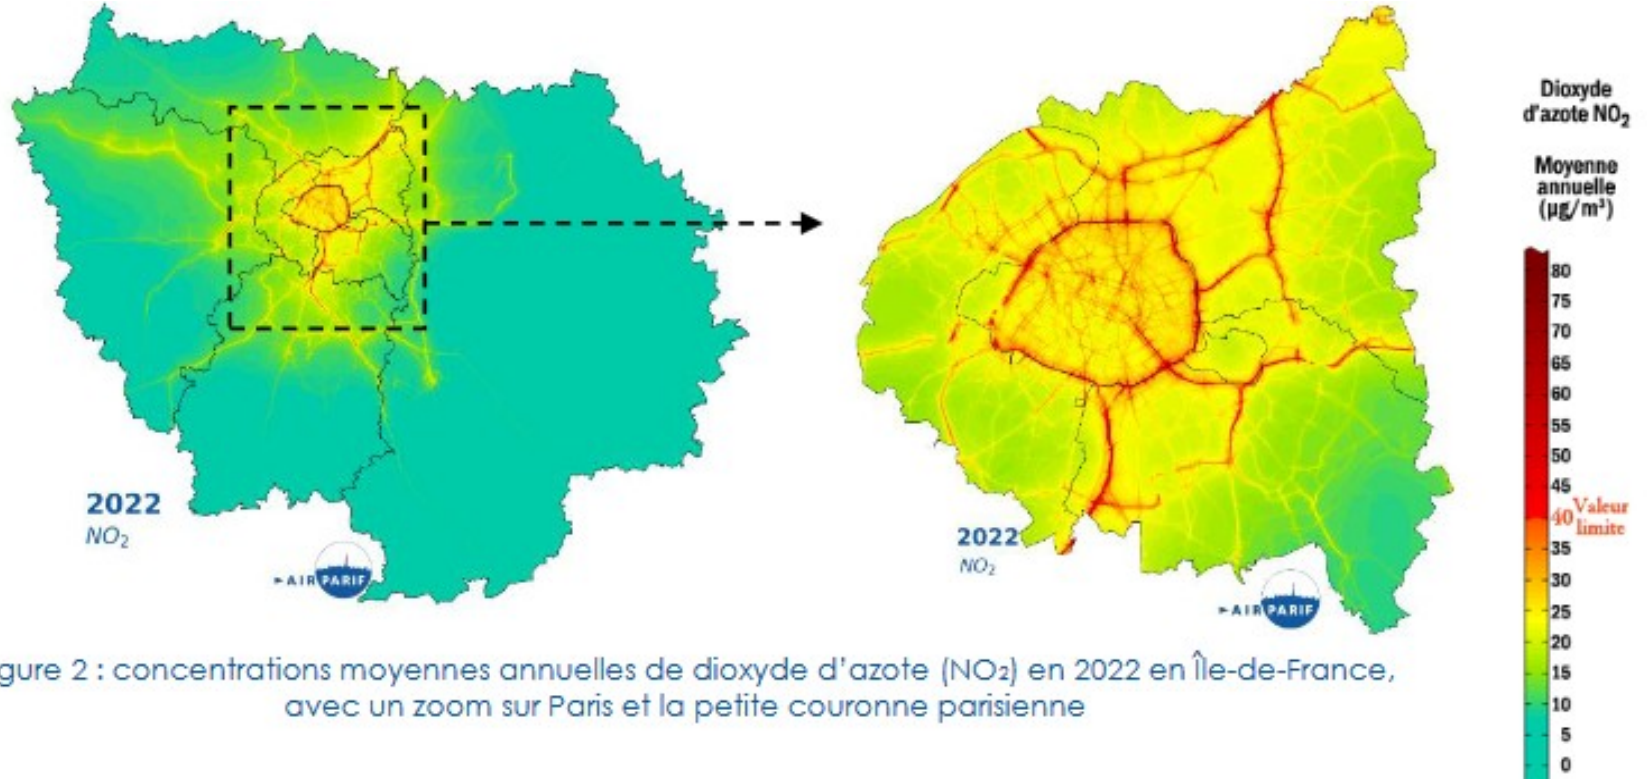 2022
NO₂
AIRPARIF
2022
NO₂
AIRPARIF
Dioxyde
d'azote NO₂
Moyenne
annuelle
(µg/m³)
80
75
70
65
60
55
50
45
40 Valeur
limite
35
30
25
20
15
10
5
0
gure 2 : concentrations moyennes annuelles de dioxyde d'azote (NO₂) en 2022 en Île-de-France,
avec un zoom sur Paris et la petite couronne parisienne